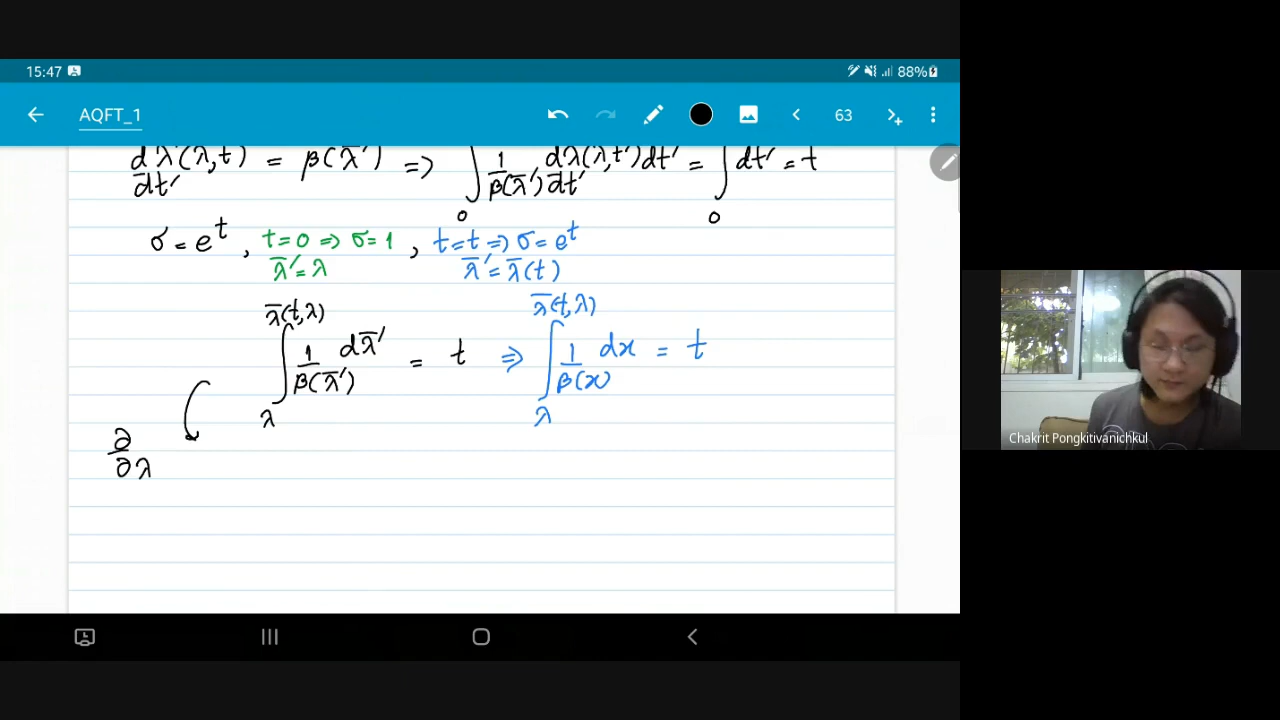 15:47 88%
AQFT_1 63
dλ̅'(λ,t) / dt' = β(λ̅') => ∫₀ 1/β(λ̅') dλ(λ,t')/dt' dt' = ∫₀ dt' = t
σ = e^t , t=0 => σ=1 , t=t => σ=e^t
λ̅'=λ λ̅'=λ̅(t)
∫_λ^{λ̅(t,λ)} 1/β(λ̅') dλ̅' = t => ∫_λ^{λ̅(t,λ)} 1/β(x) dx = t
∂/∂λ
Chakrit Pongkitivanichkul